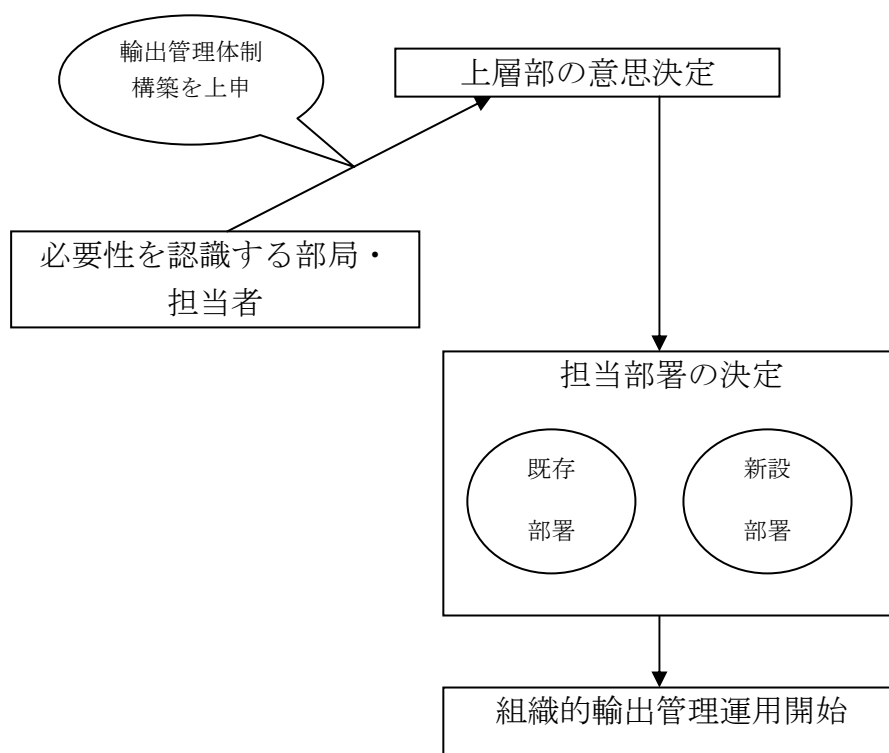 輸出管理体制
構築を上申
上層部の意思決定
必要性を認識する部局・
担当者
担当部署の決定
既存
部署
新設
部署
組織的輸出管理運用開始